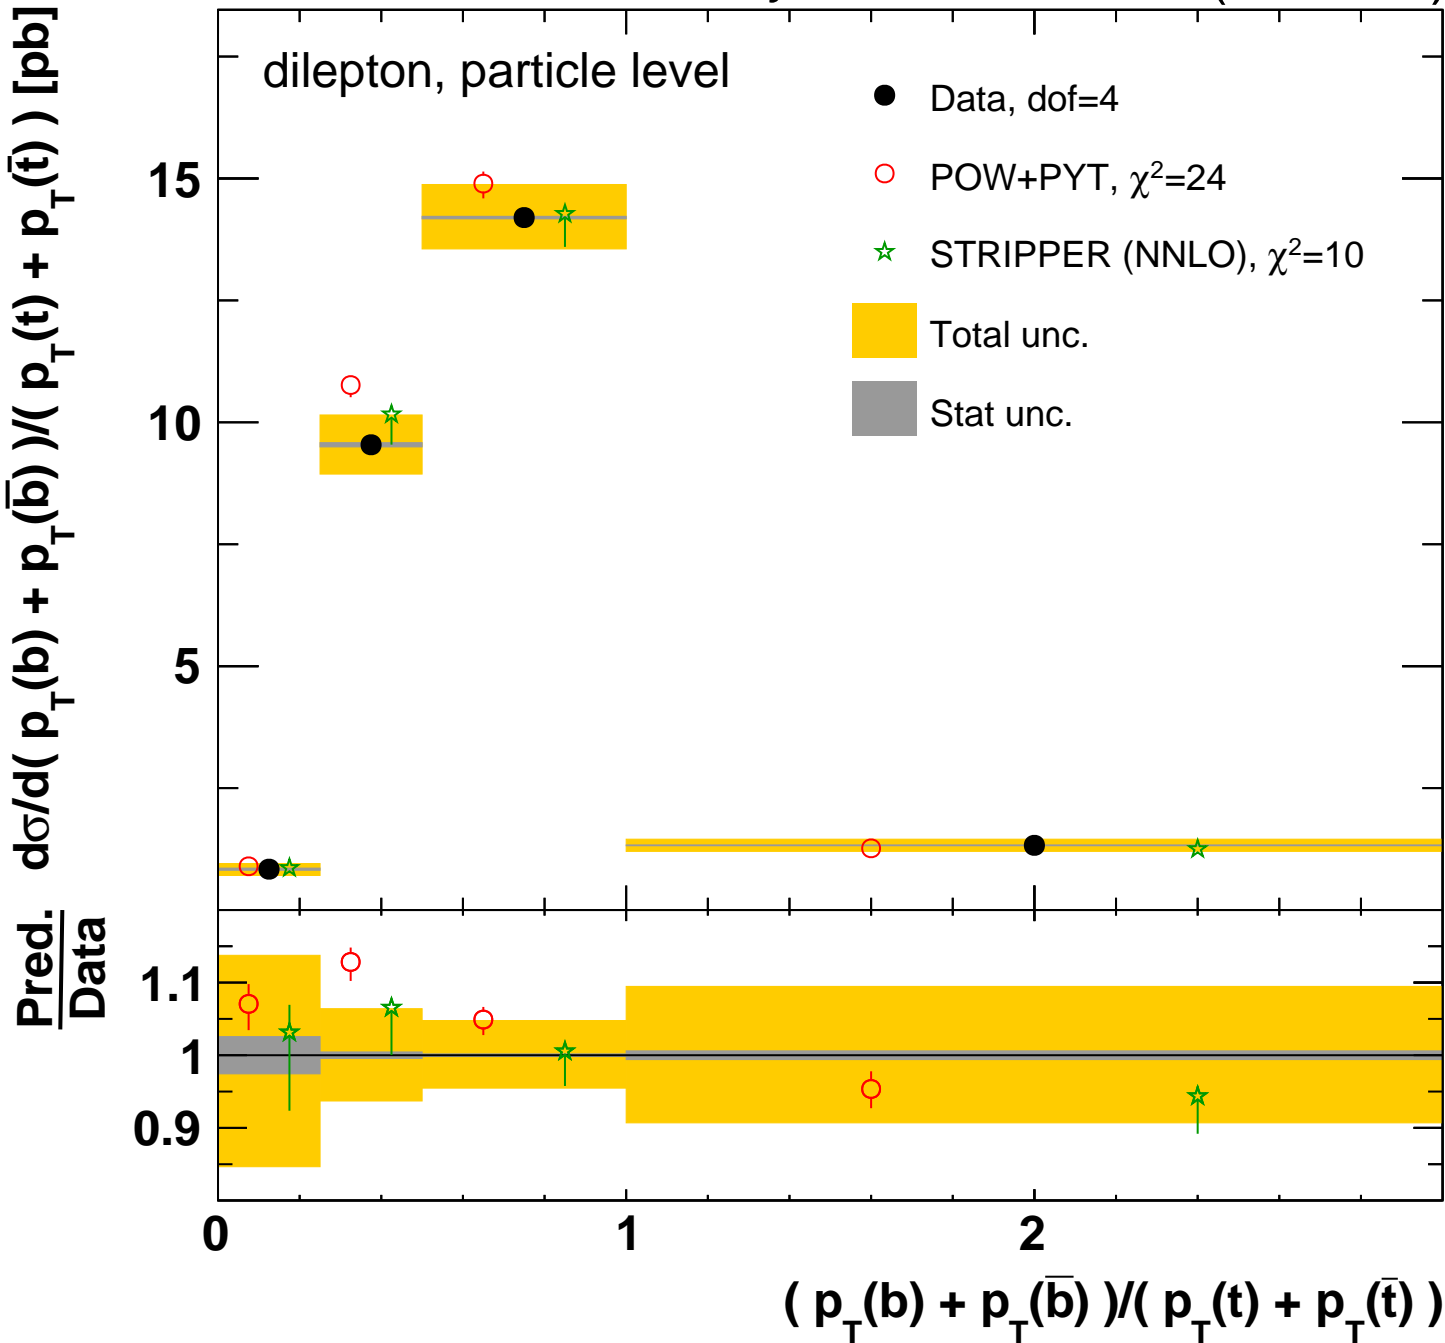 dilepton, particle level
Data, dof=4
POW+PYT, χ²=24
STRIPPER (NNLO), χ²=10
Total unc.
Stat unc.
dσ/d( p_T(b) + p_T(b̄) )/( p_T(t) + p_T(t̄) ) [pb]
15
10
5
Pred.
Data
1.1
1
0.9
0 1 2
( p_T(b) + p_T(b̄) )/( p_T(t) + p_T(t̄) )